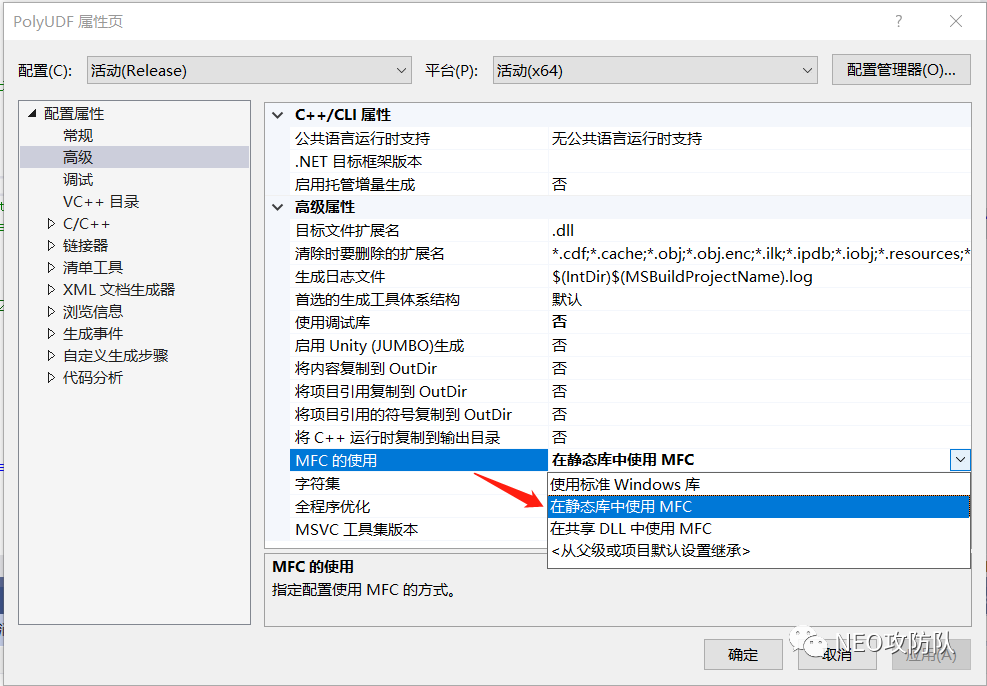 PolyUDF 属性页
?
配置(C): 活动(Release) 平台(P): 活动(x64) 配置管理器(O)...
配置属性
常规
高级
调试
VC++ 目录
C/C++
链接器
清单工具
XML 文档生成器
浏览信息
生成事件
自定义生成步骤
代码分析
C++/CLI 属性
公共语言运行时支持 无公共语言运行时支持
.NET 目标框架版本
启用托管增量生成 否
高级属性
目标文件扩展名 .dll
清除时要删除的扩展名 *.cdf;*.cache;*.obj;*.obj.enc;*.ilk;*.ipdb;*.iobj;*.resources;*
生成日志文件 $(IntDir)$(MSBuildProjectName).log
首选的生成工具体系结构 默认
使用调试库 否
启用 Unity (JUMBO)生成 否
将内容复制到 OutDir 否
将项目引用复制到 OutDir 否
将项目引用的符号复制到 OutDir 否
将 C++ 运行时复制到输出目录 否
MFC 的使用 在静态库中使用 MFC
字符集
全程序优化
MSVC 工具集版本
使用标准 Windows 库
在静态库中使用 MFC
在共享 DLL 中使用 MFC
<从父级或项目默认设置继承>
MFC 的使用
指定配置使用 MFC 的方式。
确定 取消 应用(A)
NEO攻防队